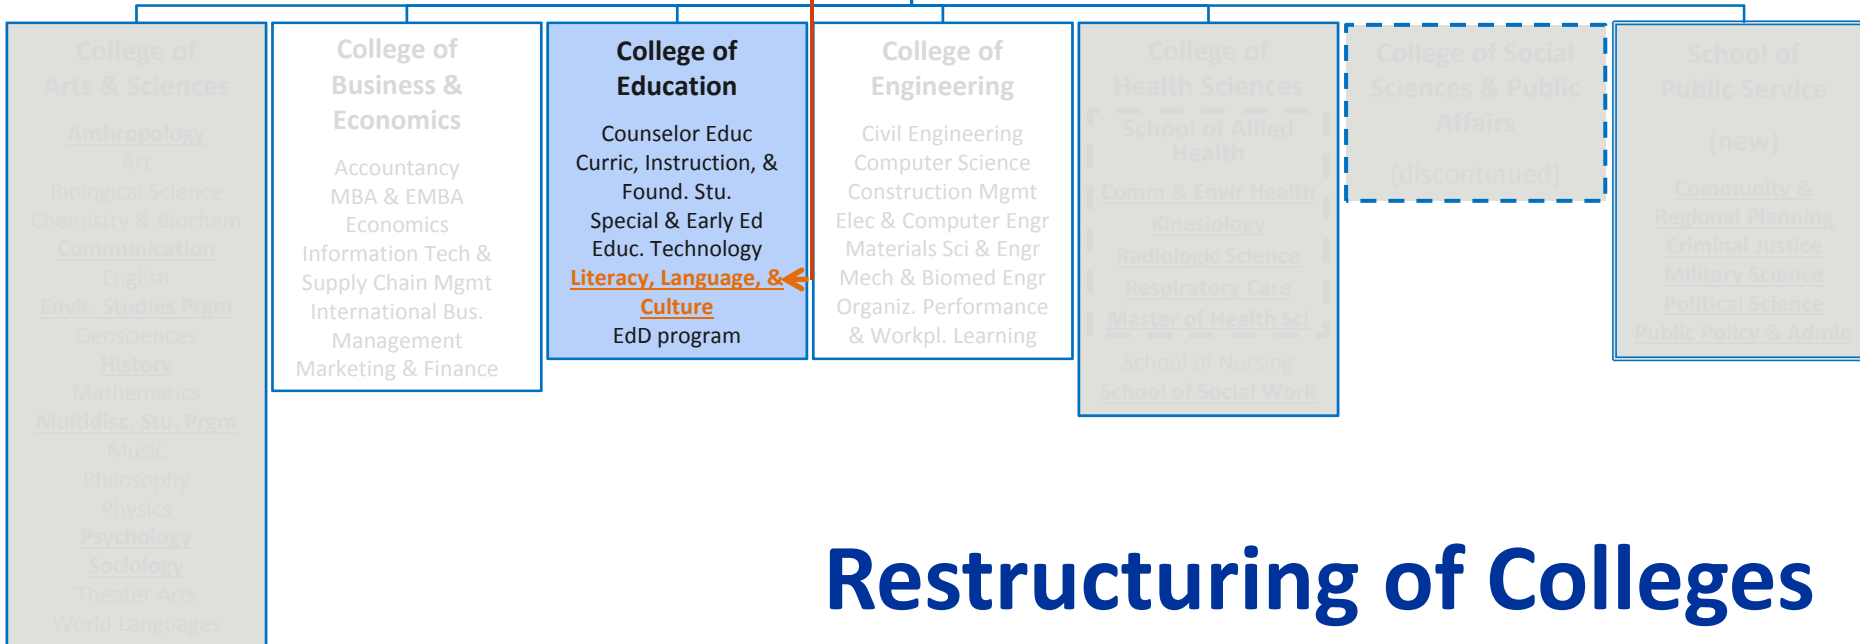 College of
Arts & Sciences
Anthropology
Art
Biological Science
Chemistry & Biochem
Communication
English
Envir. Studies Prgm
Geosciences
History
Mathematics
Multidisc. Stu. Prgm
Music
Philosophy
Physics
Psychology
Sociology
Theater Arts
World Languages
College of
Business &
Economics
Accountancy
MBA & EMBA
Economics
Information Tech &
Supply Chain Mgmt
International Bus.
Management
Marketing & Finance
College of
Education
Counselor Educ
Curric, Instruction, &
Found. Stu.
Special & Early Ed
Educ. Technology
Literacy, Language, &
Culture
EdD program
College of
Engineering
Civil Engineering
Computer Science
Construction Mgmt
Elec & Computer Engr
Materials Sci & Engr
Mech & Biomed Engr
Organiz. Performance
& Workpl. Learning
College of
Health Sciences
School of Allied
Health
Comm & Envir Health
Kinesiology
Radiologic Science
Respiratory Care
Master of Health Sci
School of Nursing
School of Social Work
College of Social
Sciences & Public
Affairs
(discontinued)
School of
Public Service
(new)
Community &
Regional Planning
Criminal Justice
Military Science
Political Science
Public Policy & Admin
Restructuring of Colleges